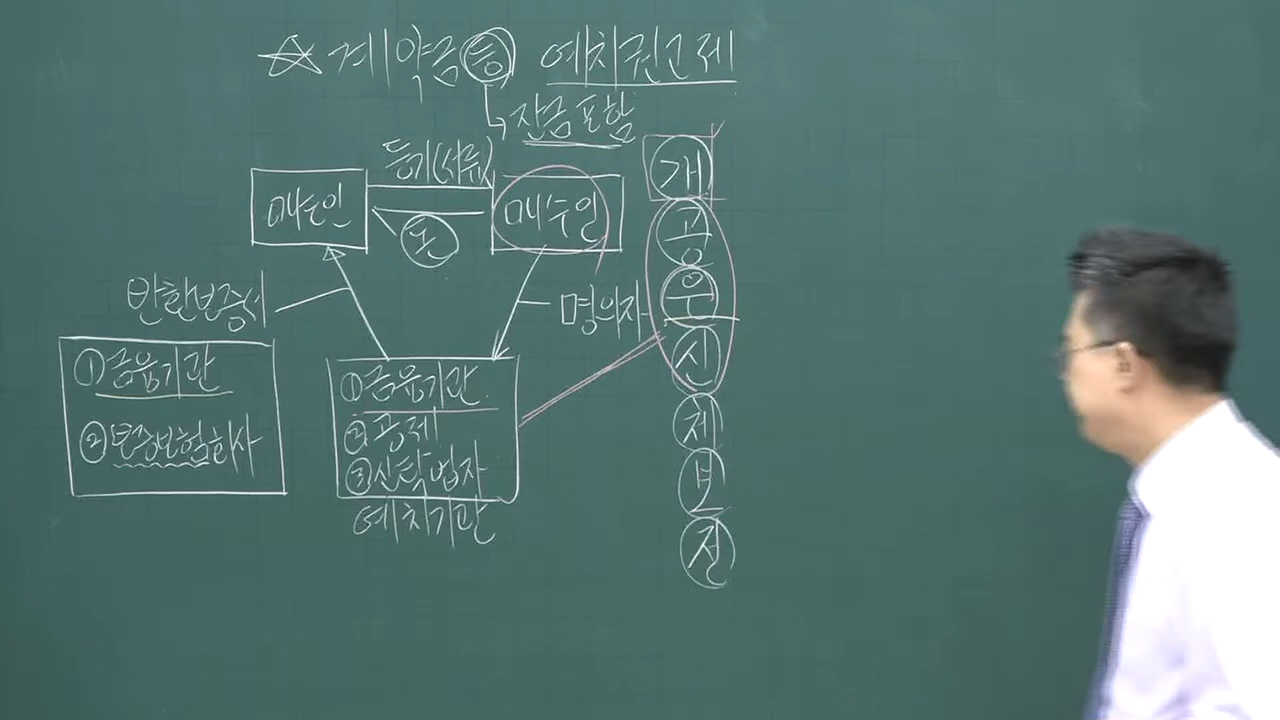 ☆ 계약금 등 예치권고제
잔금포함
등기(서류)
매도인
매수인
돈
반환보증서
명의자
① 금융기관
② 보증보험회사
① 금융기관
② 공제
③ 신탁업자
예치기관
개
공
은
신
체
보
전